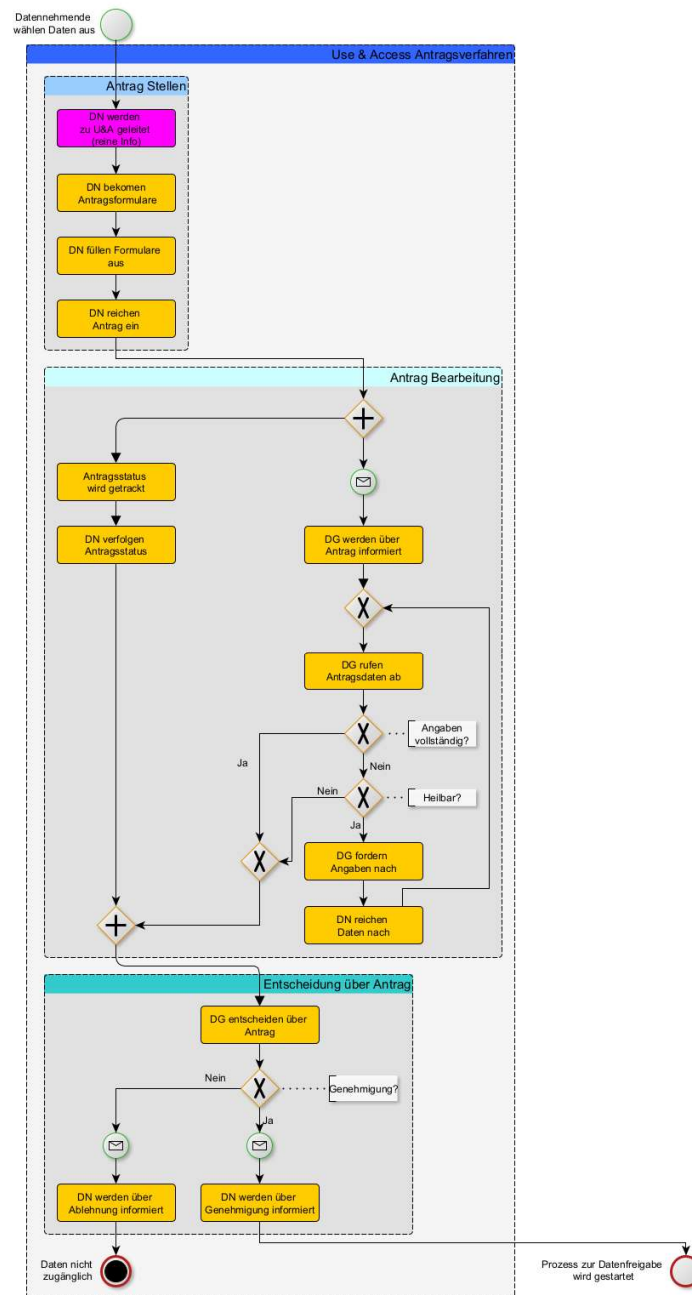 Datennehmende
wählen Daten aus
Use & Access Antragsverfahren
Antrag Stellen
DN werden
zu U&A geleitet
(reine Info)
DN bekomen
Antragsformulare
DN füllen Formulare
aus
DN reichen
Antrag ein
Antrag Bearbeitung
Antragsstatus
wird getrackt
DN verfolgen
Antragsstatus
DG werden über
Antrag informiert
DG rufen
Antragsdaten ab
Angaben
vollständig?
Ja
Nein
Nein
Heilbar?
Ja
DG fordern
Angaben nach
DN reichen
Daten nach
Entscheidung über Antrag
DG entscheiden über
Antrag
Nein
Genehmigung?
Ja
DN werden über
Ablehnung informiert
DN werden über
Genehmigung informiert
Daten nicht
zugänglich
Prozess zur Datenfreigabe
wird gestartet